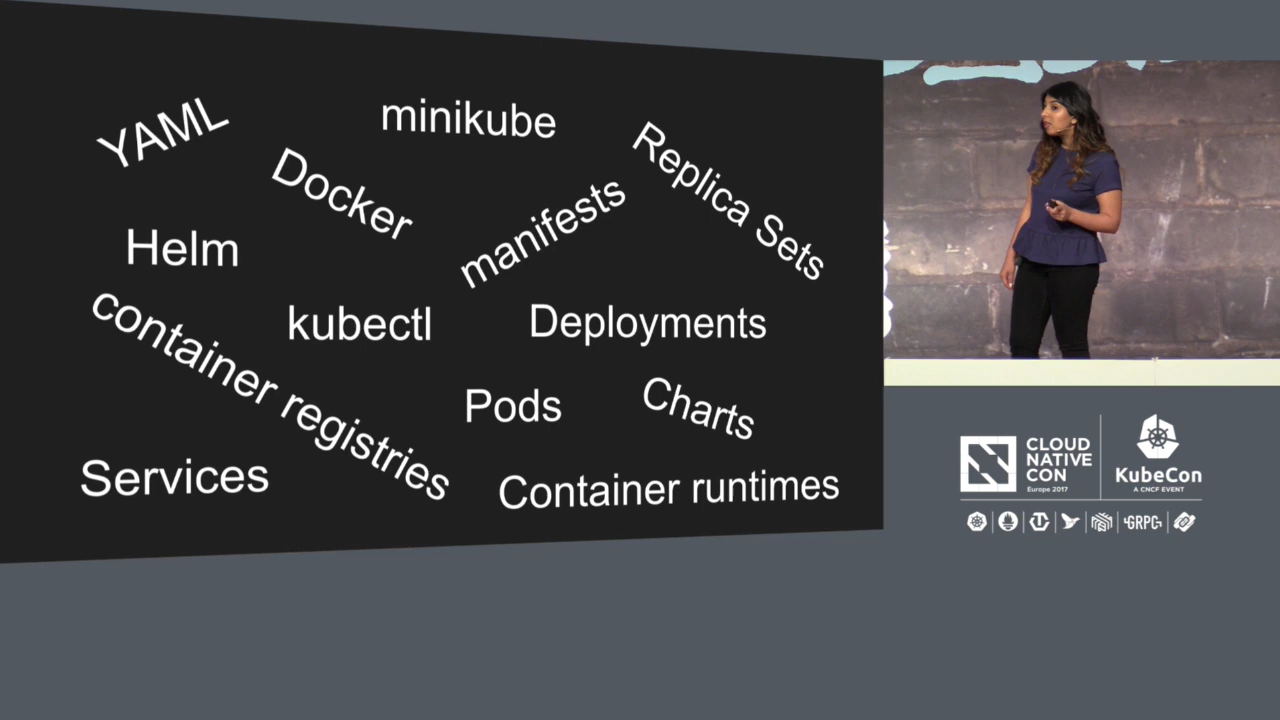 YAML
minikube
Replica Sets
Docker
manifests
Helm
container registries
kubectl
Deployments
Pods
Charts
Services
Container runtimes
CLOUD
NATIVE
CON
Europe 2017
KubeCon
A CNCF EVENT
GRPC